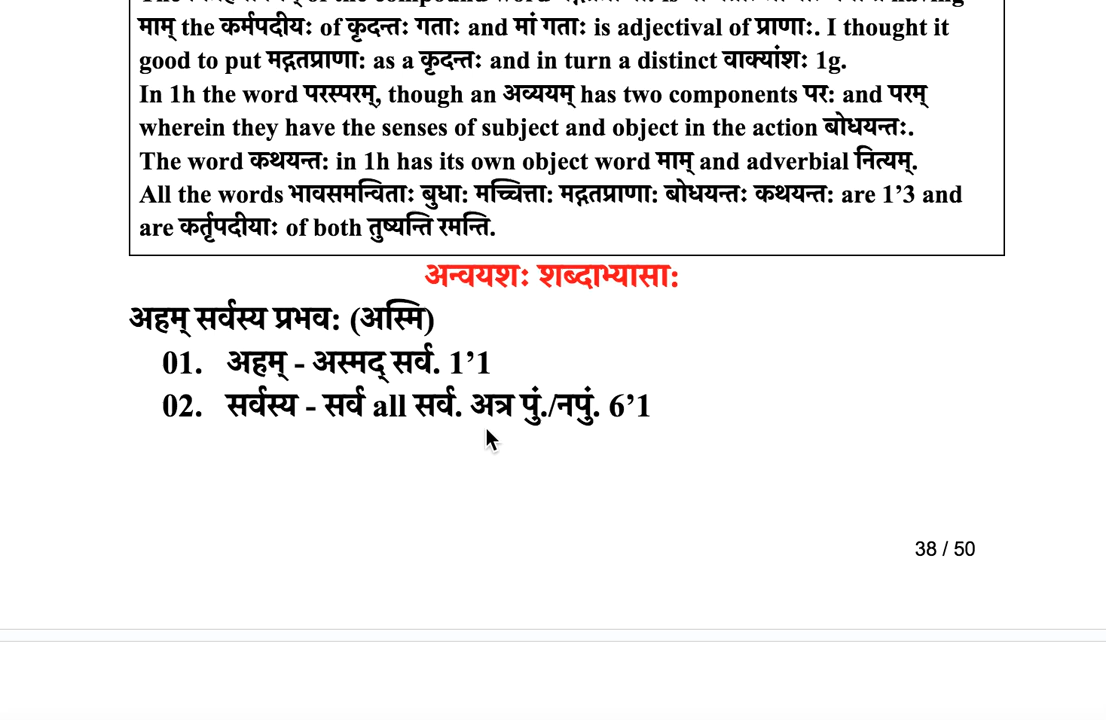 माम् the कर्मपदीयः of कृदन्तः गताः and मां गताः is adjectival of प्राणाः. I thought it
good to put मद्गतप्राणा: as a कृदन्तः and in turn a distinct वाक्यांशः 1g.
In 1h the word परस्परम्, though an अव्ययम् has two components पर: and परम्
wherein they have the senses of subject and object in the action बोधयन्तः.
The word कथयन्त: in 1h has its own object word माम् and adverbial नित्यम्.
All the words भावसमन्विताः बुधा: मच्चित्ता: मद्गतप्राणा: बोधयन्तः कथयन्त: are 1’3 and
are कर्तृपदीयाः of both तुष्यन्ति रमन्ति.
अन्वयशः शब्दाभ्यासा:
अहम् सर्वस्य प्रभव: (अस्मि)
01. अहम् - अस्मद् सर्व. 1’1
02. सर्वस्य - सर्व all सर्व. अत्र पुं./नपुं. 6’1
38 / 50